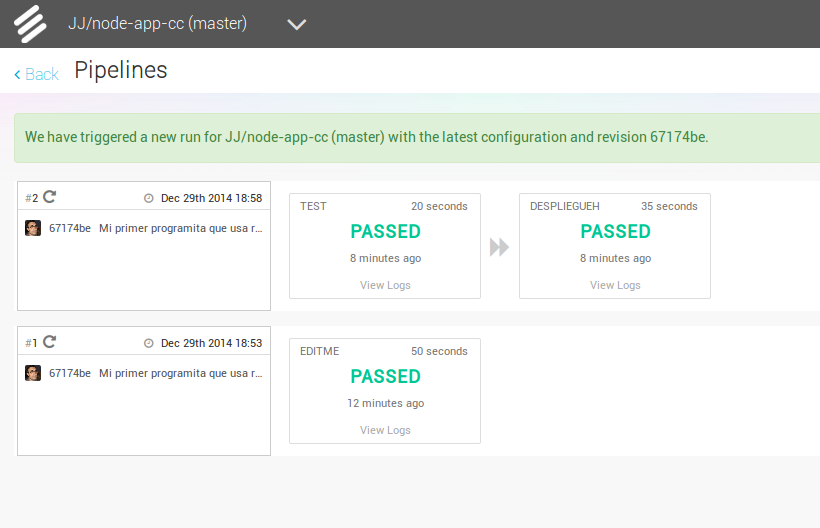 JJ/node-app-cc (master)
Back Pipelines
We have triggered a new run for JJ/node-app-cc (master) with the latest configuration and revision 67174be.
#2 Dec 29th 2014 18:58
67174be Mi primer programita que usa r...
TEST 20 seconds
PASSED
8 minutes ago
View Logs
DESPLIEGUEH 35 seconds
PASSED
8 minutes ago
View Logs
#1 Dec 29th 2014 18:53
67174be Mi primer programita que usa r...
EDITME 50 seconds
PASSED
12 minutes ago
View Logs